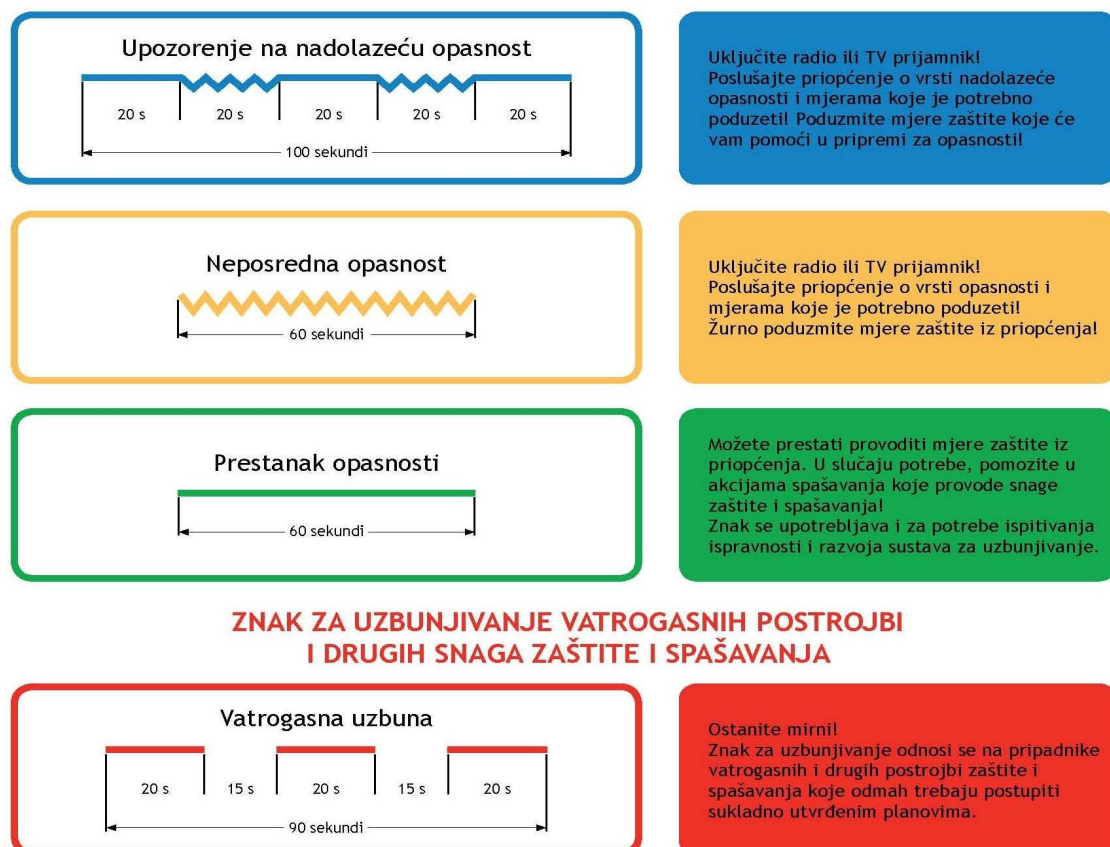 Upozorenje na nadolazeću opasnost
20 s 20 s 20 s 20 s 20 s
100 sekundi
Uključite radio ili TV prijamnik!
Poslušajte priopćenje o vrsti nadolazeće
opasnosti i mjerama koje je potrebno
poduzeti! Poduzmite mjere zaštite koje će
vam pomoći u pripremi za opasnosti!
Neposredna opasnost
60 sekundi
Uključite radio ili TV prijamnik!
Poslušajte priopćenje o vrsti opasnosti i
mjerama koje je potrebno poduzeti!
Žurno poduzmite mjere zaštite iz priopćenja!
Prestanak opasnosti
60 sekundi
Možete prestati provoditi mjere zaštite iz
priopćenja. U slučaju potrebe, pomozite u
akcijama spašavanja koje provode snage
zaštite i spašavanja!
Znak se upotrebljava i za potrebe ispitivanja
ispravnosti i razvoja sustava za uzbunjivanje.
ZNAK ZA UZBUNJIVANJE VATROGASNIH POSTROJBI
I DRUGIH SNAGA ZAŠTITE I SPAŠAVANJA
Vatrogasna uzbuna
20 s 15 s 20 s 15 s 20 s
90 sekundi
Ostanite mirni!
Znak za uzbunjivanje odnosi se na pripadnike
vatrogasnih i drugih postrojbi zaštite i
spašavanja koje odmah trebaju postupiti
sukladno utvrđenim planovima.